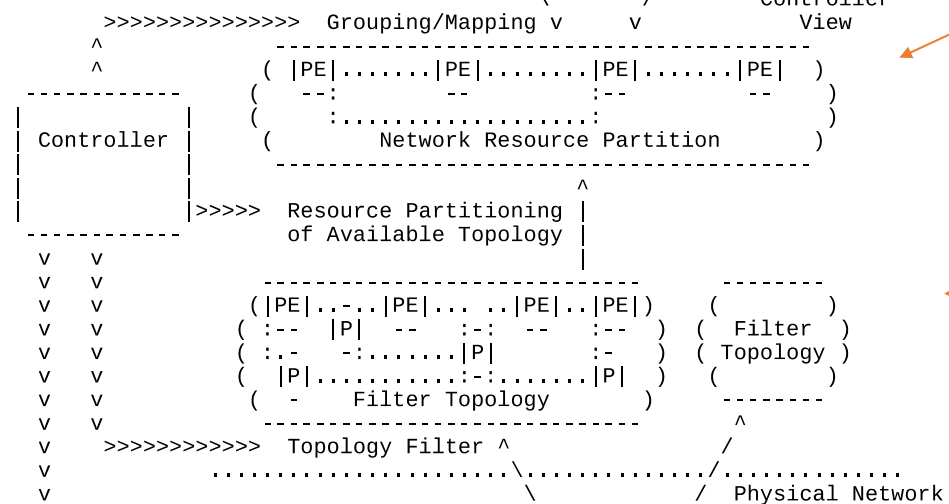 Controller
>>>>>>>>>>>>>>> Grouping/Mapping v v View
^ ---------------------------------------
^ ( |PE|.......|PE|........|PE|.......|PE| )
------------ ( --: -- :-- -- )
| | ( :...................: )
| Controller | ( Network Resource Partition )
| | -----------------------------------------
| | ^
| |>>>>> Resource Partitioning |
------------ of Available Topology |
v v |
v v ----------------------------- --------
v v (|PE|..-..|PE|... ..|PE|..|PE|) ( )
v v ( :-- |P| -- :-: -- :-- ) ( Filter )
v v ( :.- -:.......|P| :- ) ( Topology )
v v ( |P|...........:-:.......|P| ) ( )
v v ( - Filter Topology ) --------
v v ----------------------------- ^
v >>>>>>>>>>>> Topology Filter ^ /
v .......................\............../..............
v \ / Physical Network